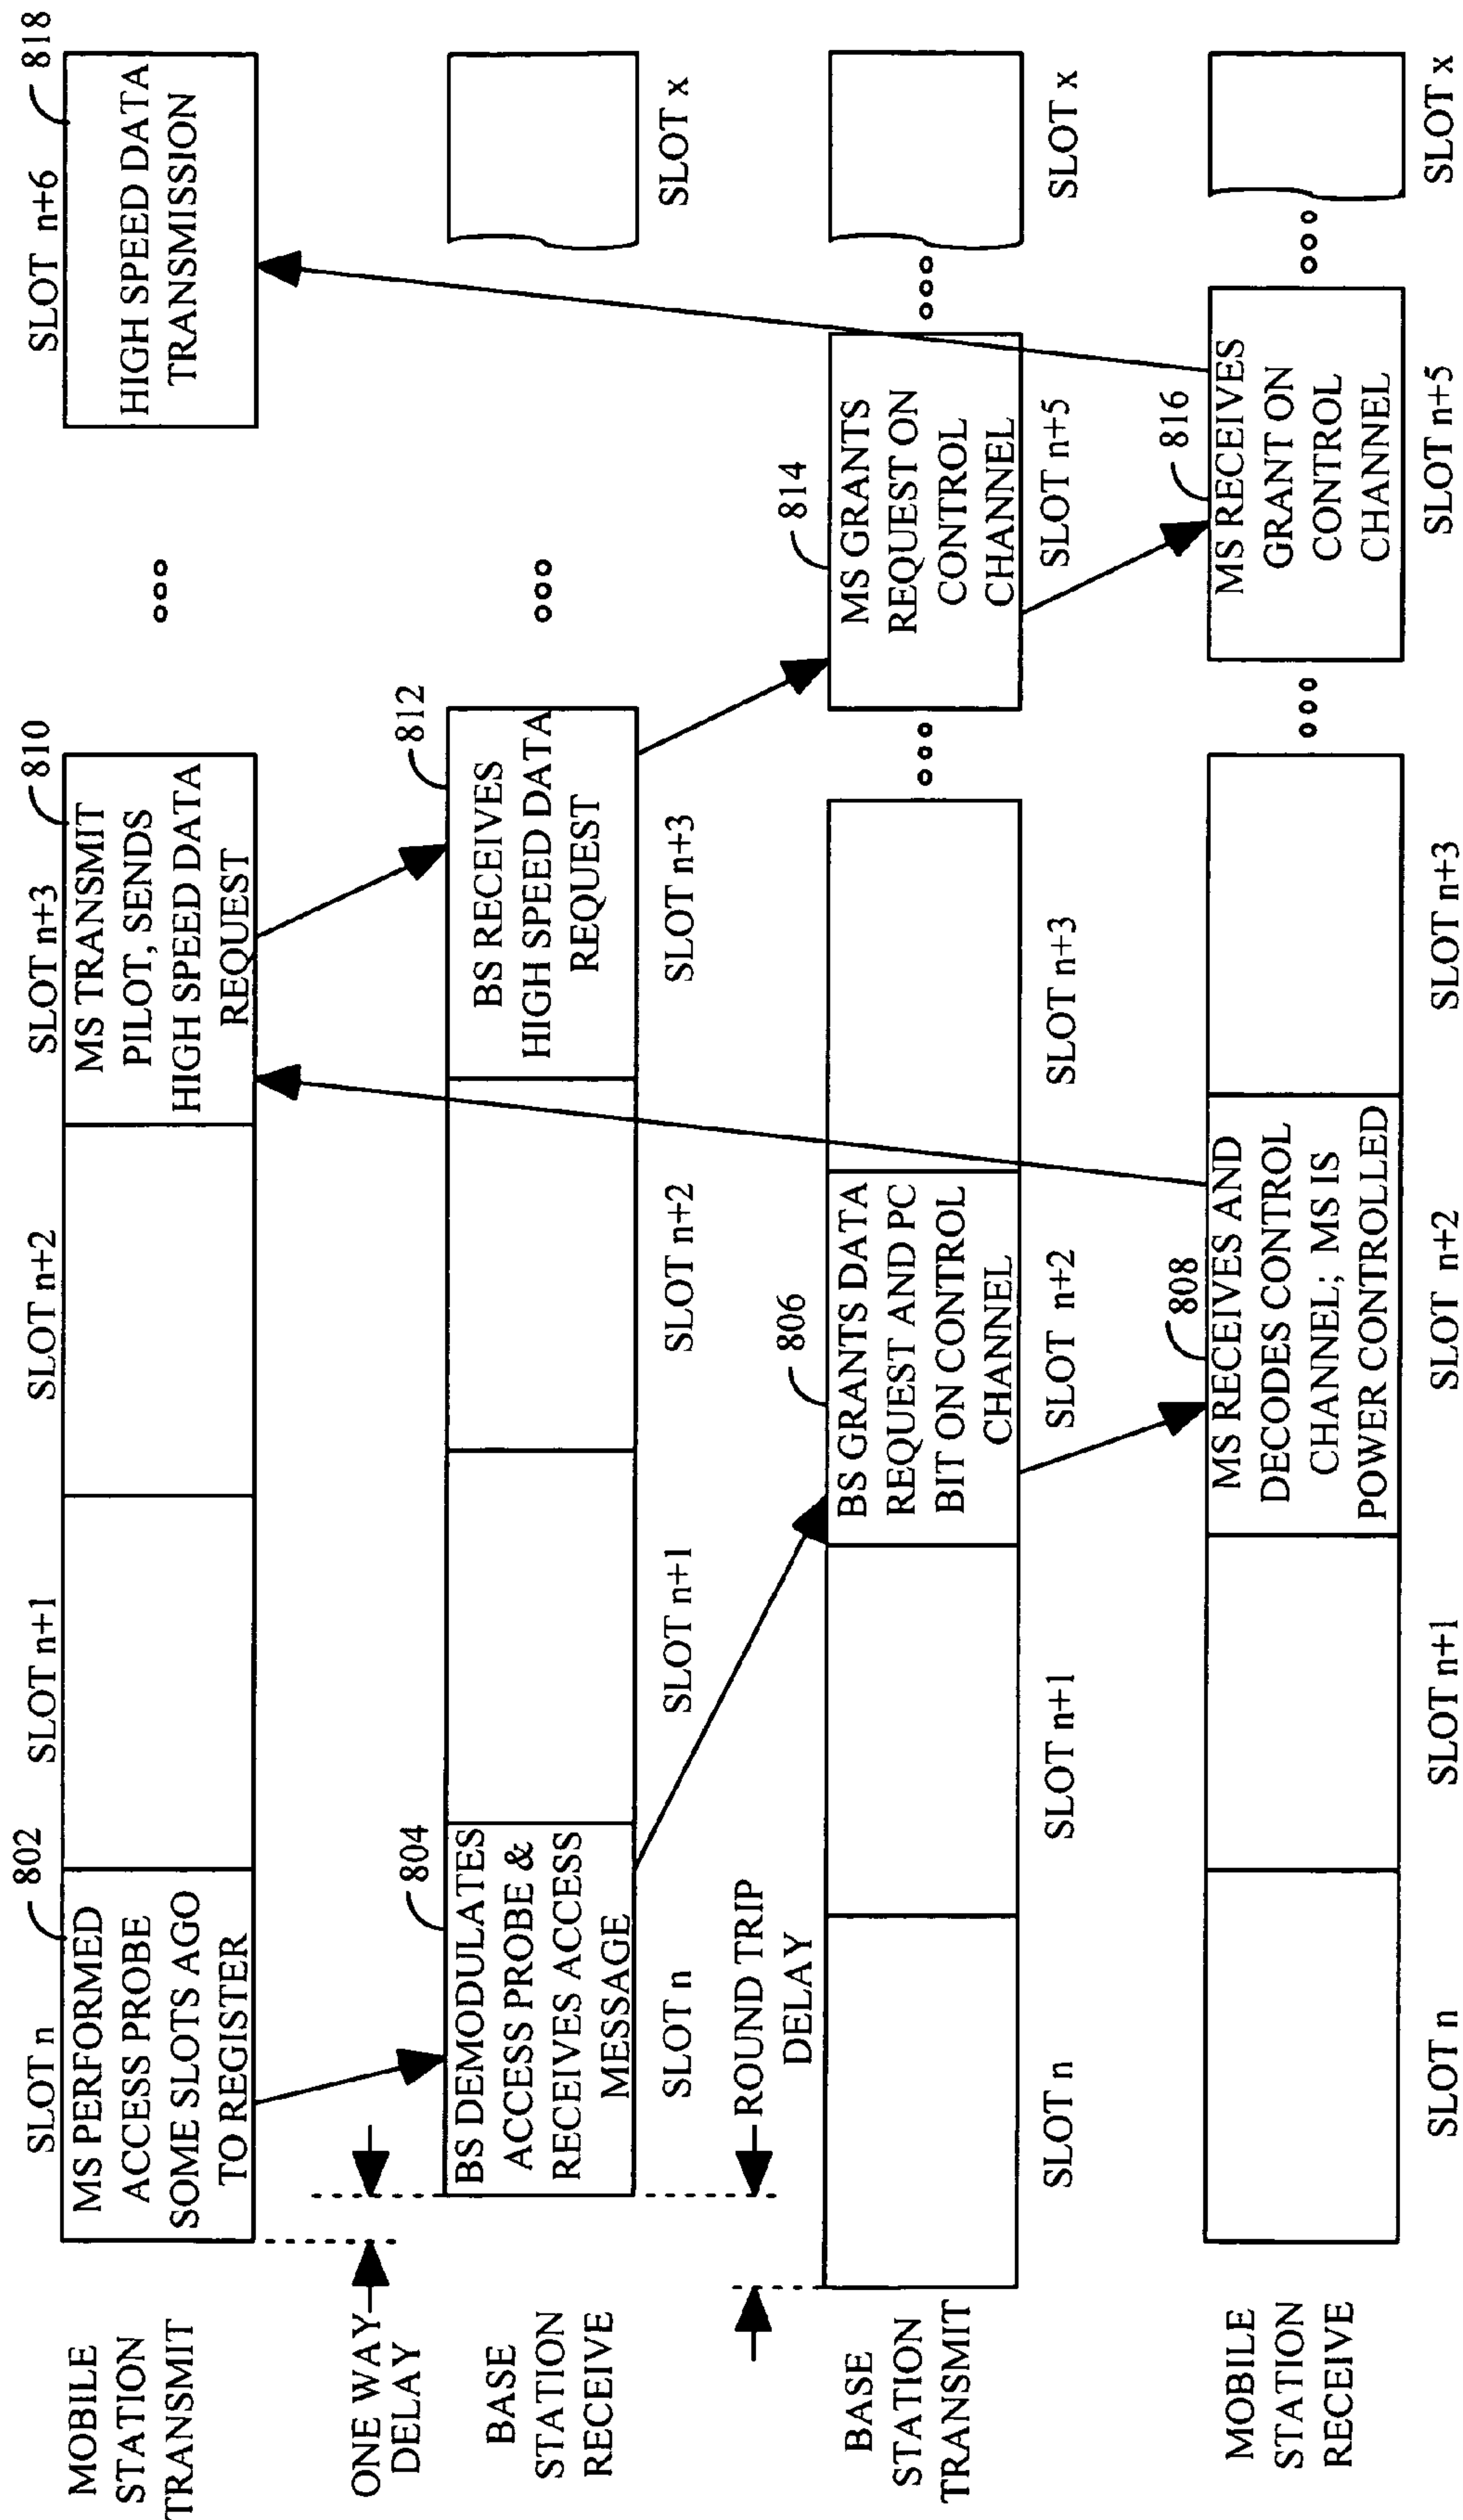 SLOT n
SLOT n+1
SLOT n+2
SLOT n+3
SLOT n+6
802
810
818
MOBILE
STATION
TRANSMIT
MS PERFORMED
ACCESS PROBE
SOME SLOTS AGO
TO REGISTER
MS TRANSMIT
PILOT, SENDS
HIGH SPEED DATA
REQUEST
HIGH SPEED DATA
TRANSMISSION
ONE WAY
DELAY
804
812
BASE
STATION
RECEIVE
BS DEMODULATES
ACCESS PROBE &
RECEIVES ACCESS
MESSAGE
BS RECEIVES
HIGH SPEED DATA
REQUEST
SLOT n
SLOT n+1
SLOT n+2
SLOT n+3
SLOT x
ROUND TRIP
DELAY
806
814
BASE
STATION
TRANSMIT
BS GRANTS DATA
REQUEST AND PC
BIT ON CONTROL
CHANNEL
MS GRANTS
REQUEST ON
CONTROL
CHANNEL
SLOT n
SLOT n+1
SLOT n+2
SLOT n+3
SLOT n+5
SLOT x
808
816
MOBILE
STATION
RECEIVE
MS RECEIVES AND
DECODES CONTROL
CHANNEL; MS IS
POWER CONTROLLED
MS RECEIVES
GRANT ON
CONTROL
CHANNEL
SLOT n
SLOT n+1
SLOT n+2
SLOT n+3
SLOT n+5
SLOT x